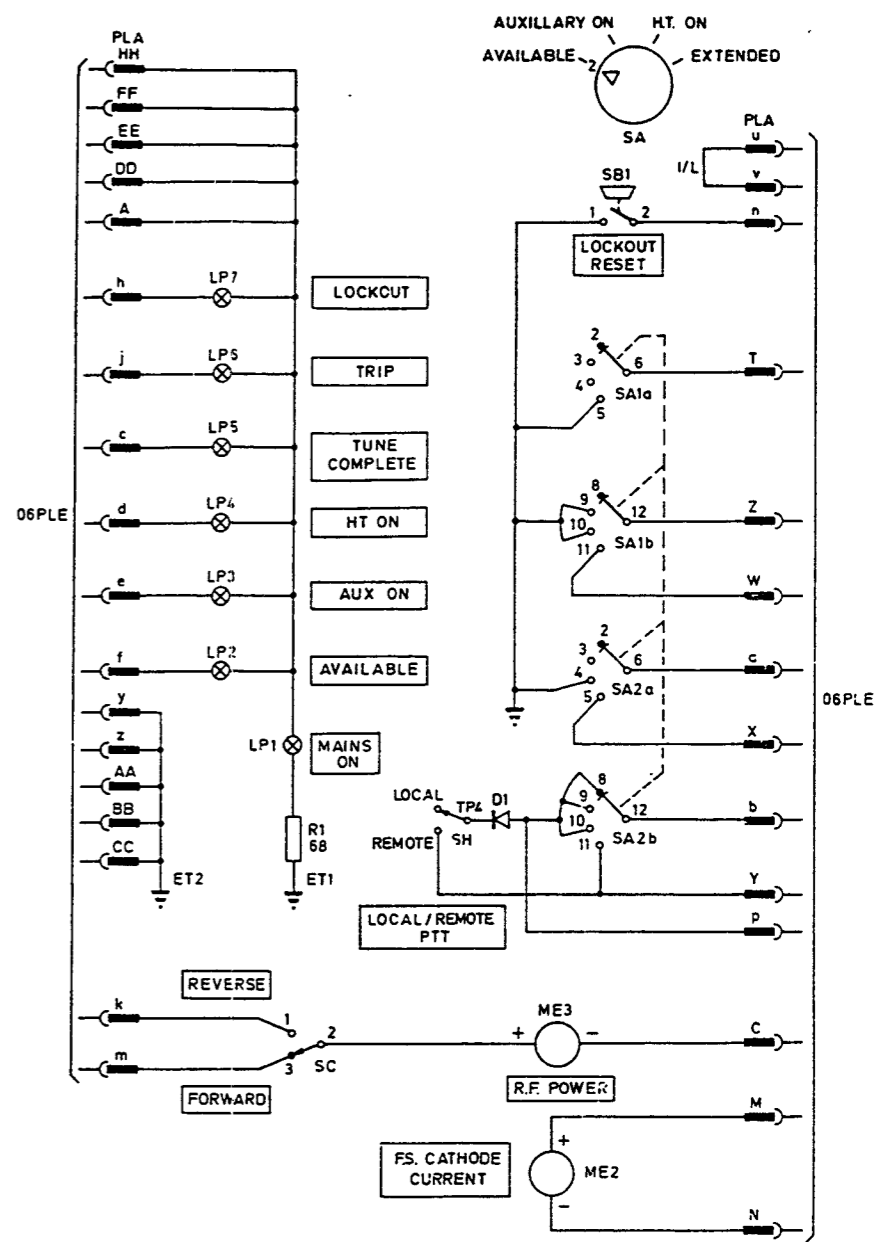 AUXILLARY ON
H.T. ON
AVAILABLE
2
EXTENDED
SA
PLA
HH
FF
EE
DD
A
h
LP7
LOCKCUT
j
LP6
TRIP
c
LP5
TUNE
COMPLETE
06PLE
d
LP4
HT ON
e
LP3
AUX ON
f
LP2
AVAILABLE
y
z
AA
BB
CC
ET2
LP1
MAINS
ON
R1
68
ET1
PLA
u
I/L
v
SB1
1
2
n
LOCKOUT
RESET
2
3
6
T
4
SA1a
5
8
9
12
Z
10
SA1b
11
W
2
3
6
c
4
SA2a
5
06PLE
X
LOCAL
TP4
D1
8
9
12
b
10
SA2b
REMOTE
SH
11
Y
LOCAL/REMOTE
PTT
p
REVERSE
k
1
2
m
3
SC
FORWARD
ME3
+
−
C
R.F. POWER
M
+
F.S. CATHODE
CURRENT
ME2
−
N